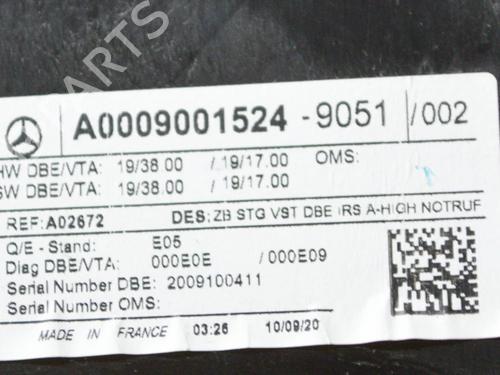 PARTS
A0009001524 - 9051 /002
HW DBE/VTA: 19/38.00 / 19/17.00 OMS:
SW DBE/VTA: 19/38.00 / 19/17.00
REF: A02672 DES: ZB STG VST DBE IRS A-HIGH NOTRUF
Q/E - Stand: E05
Diag DBE/VTA: 000E0E / 000E09
Serial Number DBE: 2009100411
Serial Number OMS:
MADE IN FRANCE 03:26 10/09/20